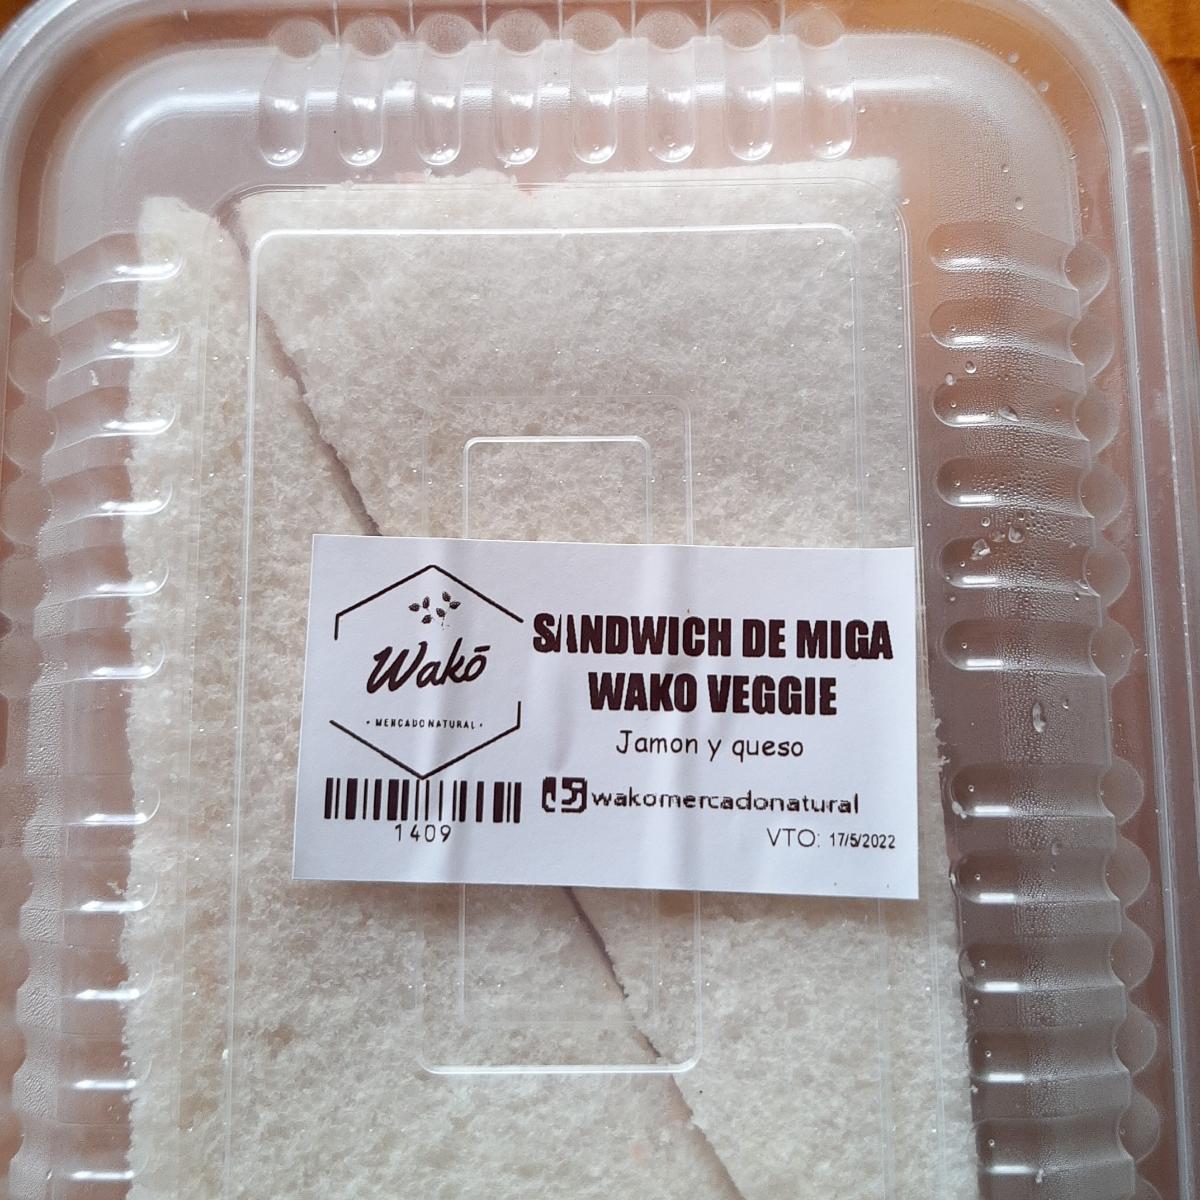 Wakō
• MERCADO NATURAL •
SANDWICH DE MIGA
WAKO VEGGIE
Jamon y queso
wakomercadonatural
1409
VTO: 17/5/2022